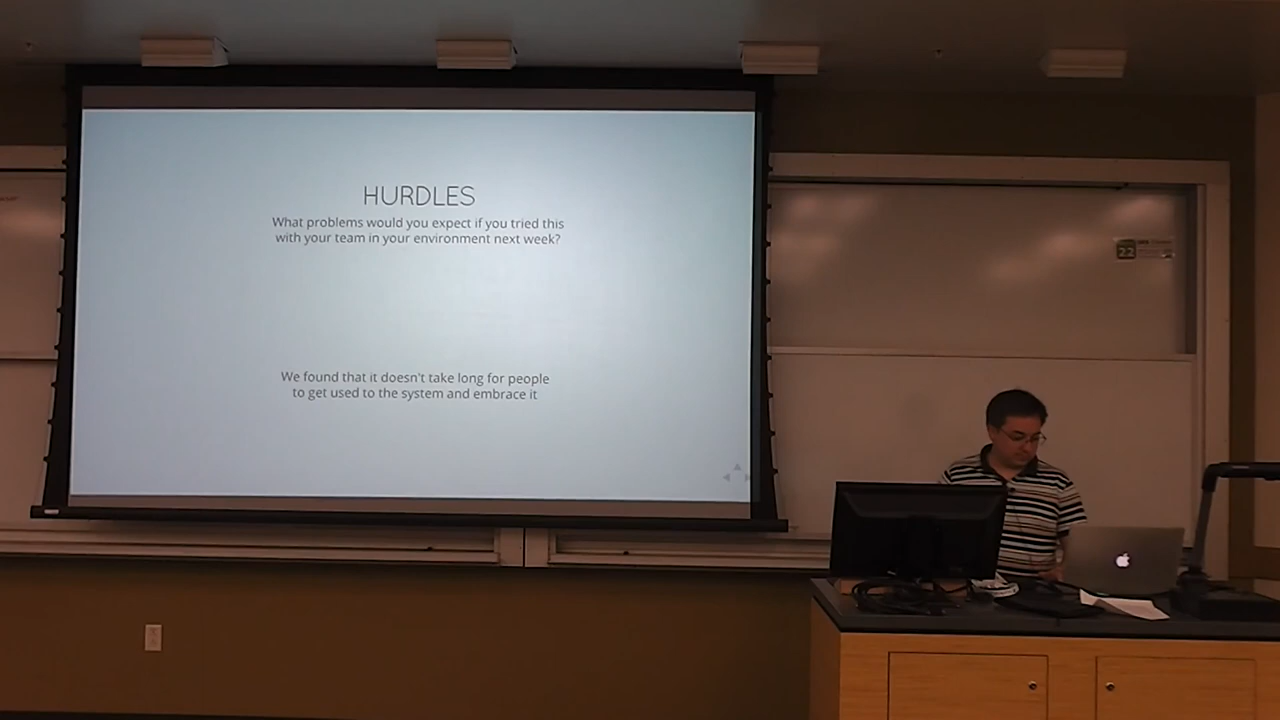 HURDLES
What problems would you expect if you tried this
with your team in your environment next week?
We found that it doesn't take long for people
to get used to the system and embrace it
22